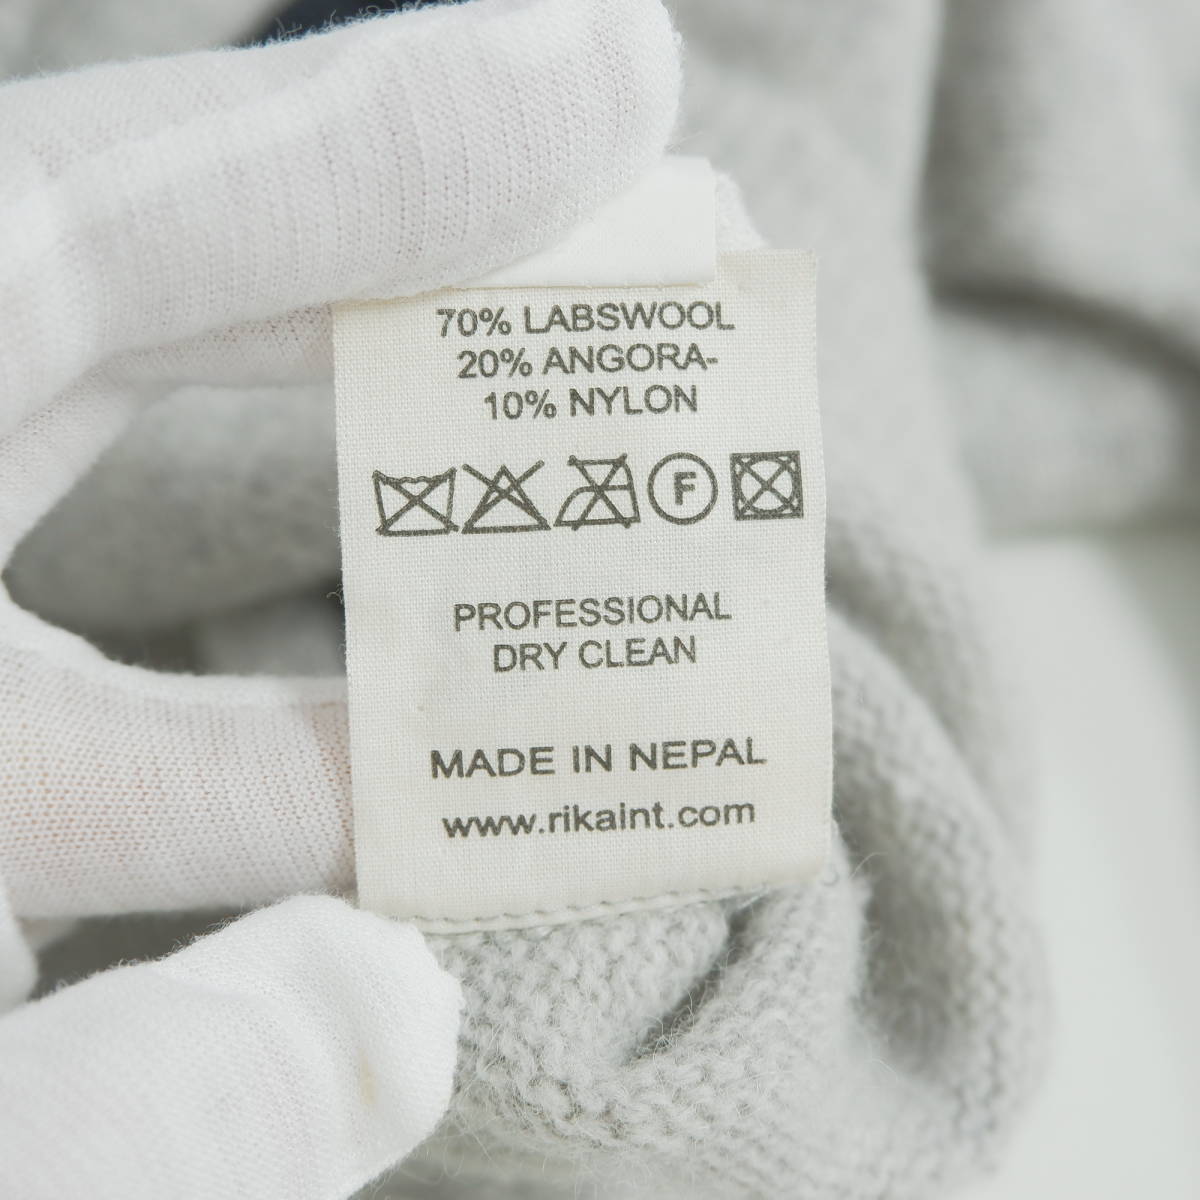 70% LABSWOOL
20% ANGORA-
10% NYLON
F
PROFESSIONAL
DRY CLEAN
MADE IN NEPAL
www.rikaint.com